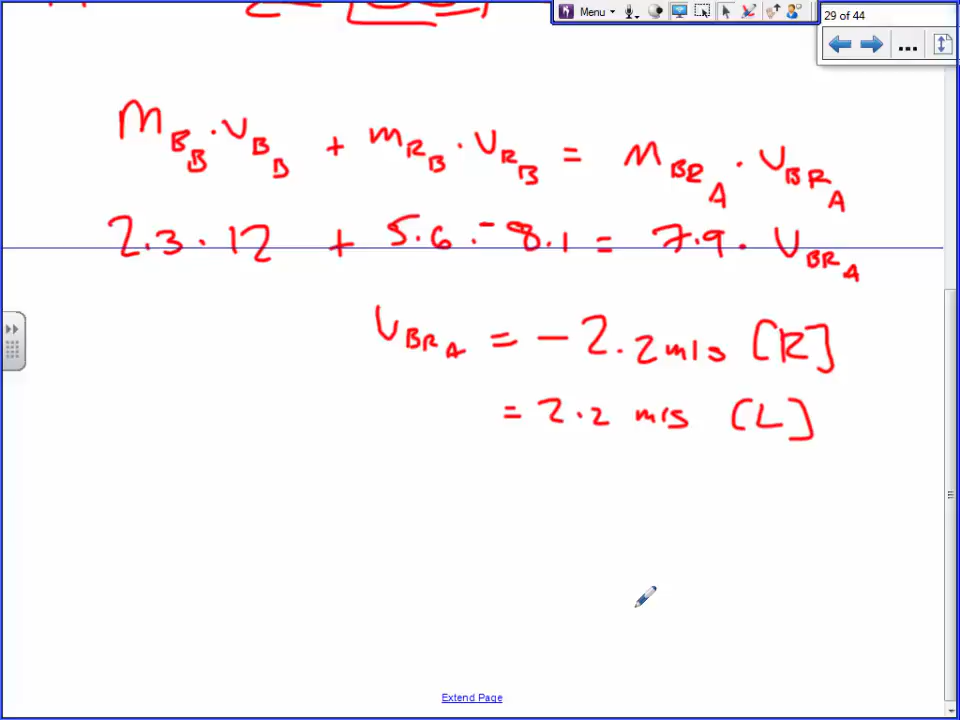 Menu
29 of 44
...
m_{B_B} · v_{B_B} + m_{R_B} · v_{R_B} = m_{BR_A} · v_{BR_A}
2.3 · 12 + 5.6 · -8.1 = 7.9 · v_{BR_A}
v_{BR_A} = -2.2 m/s [R]
= 2.2 m/s [L]
Extend Page